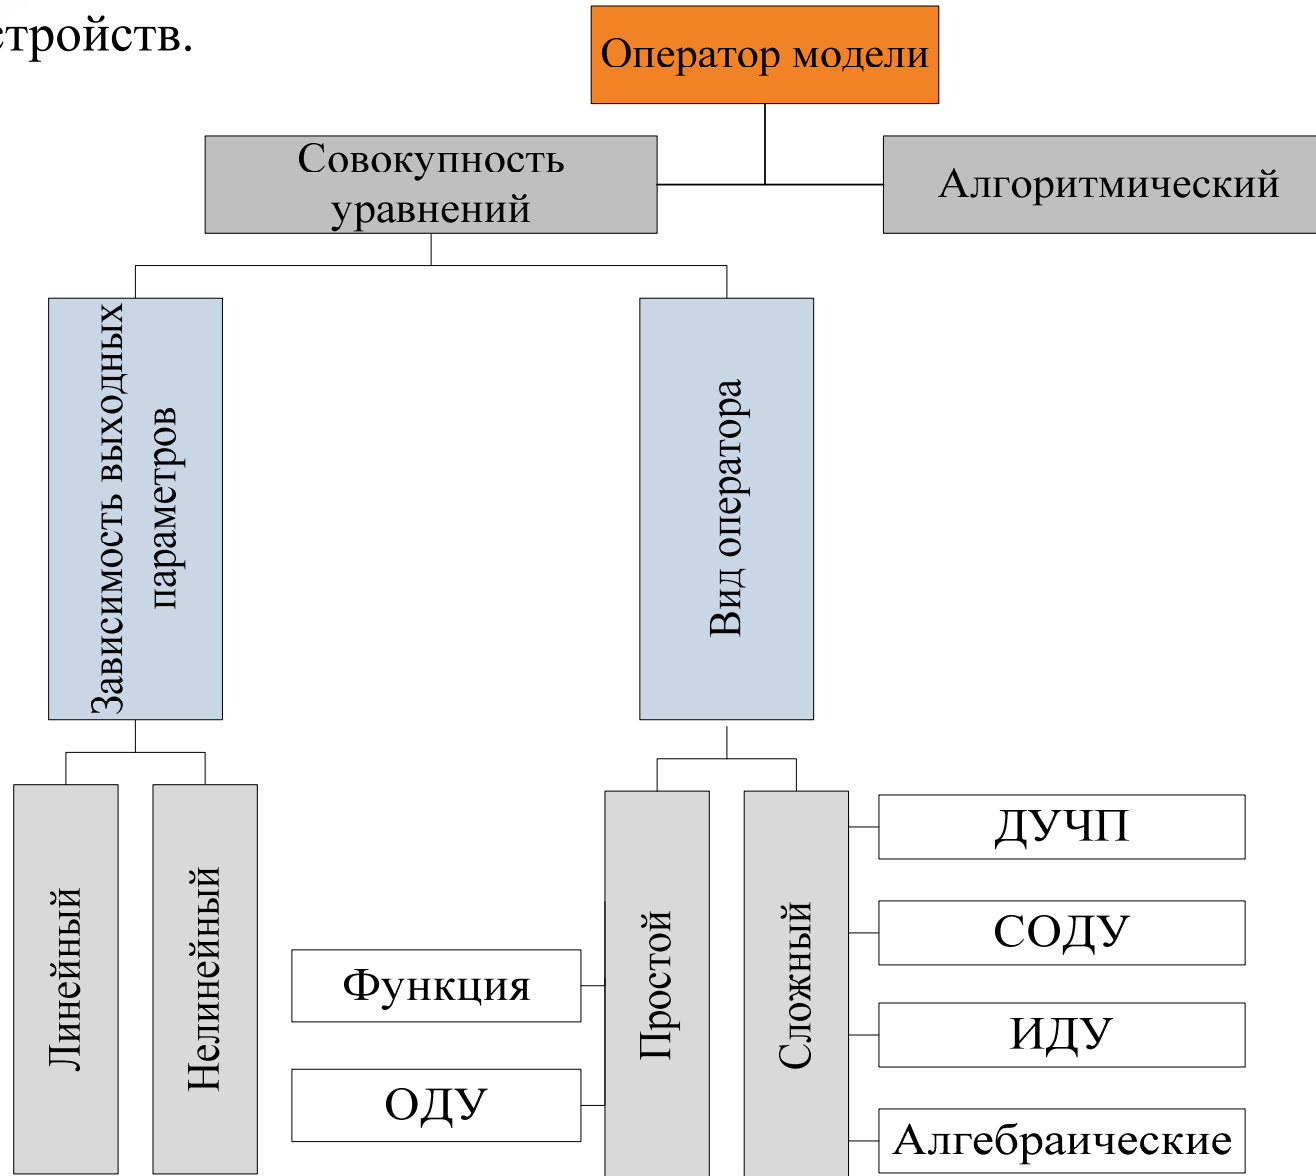 стройств.
Оператор модели
Совокупность
уравнений
Алгоритмический
Зависимость выходных
параметров
Вид оператора
Линейный
Нелинейный
Функция
ОДУ
Простой
Сложный
ДУЧП
СОДУ
ИДУ
Алгебраические